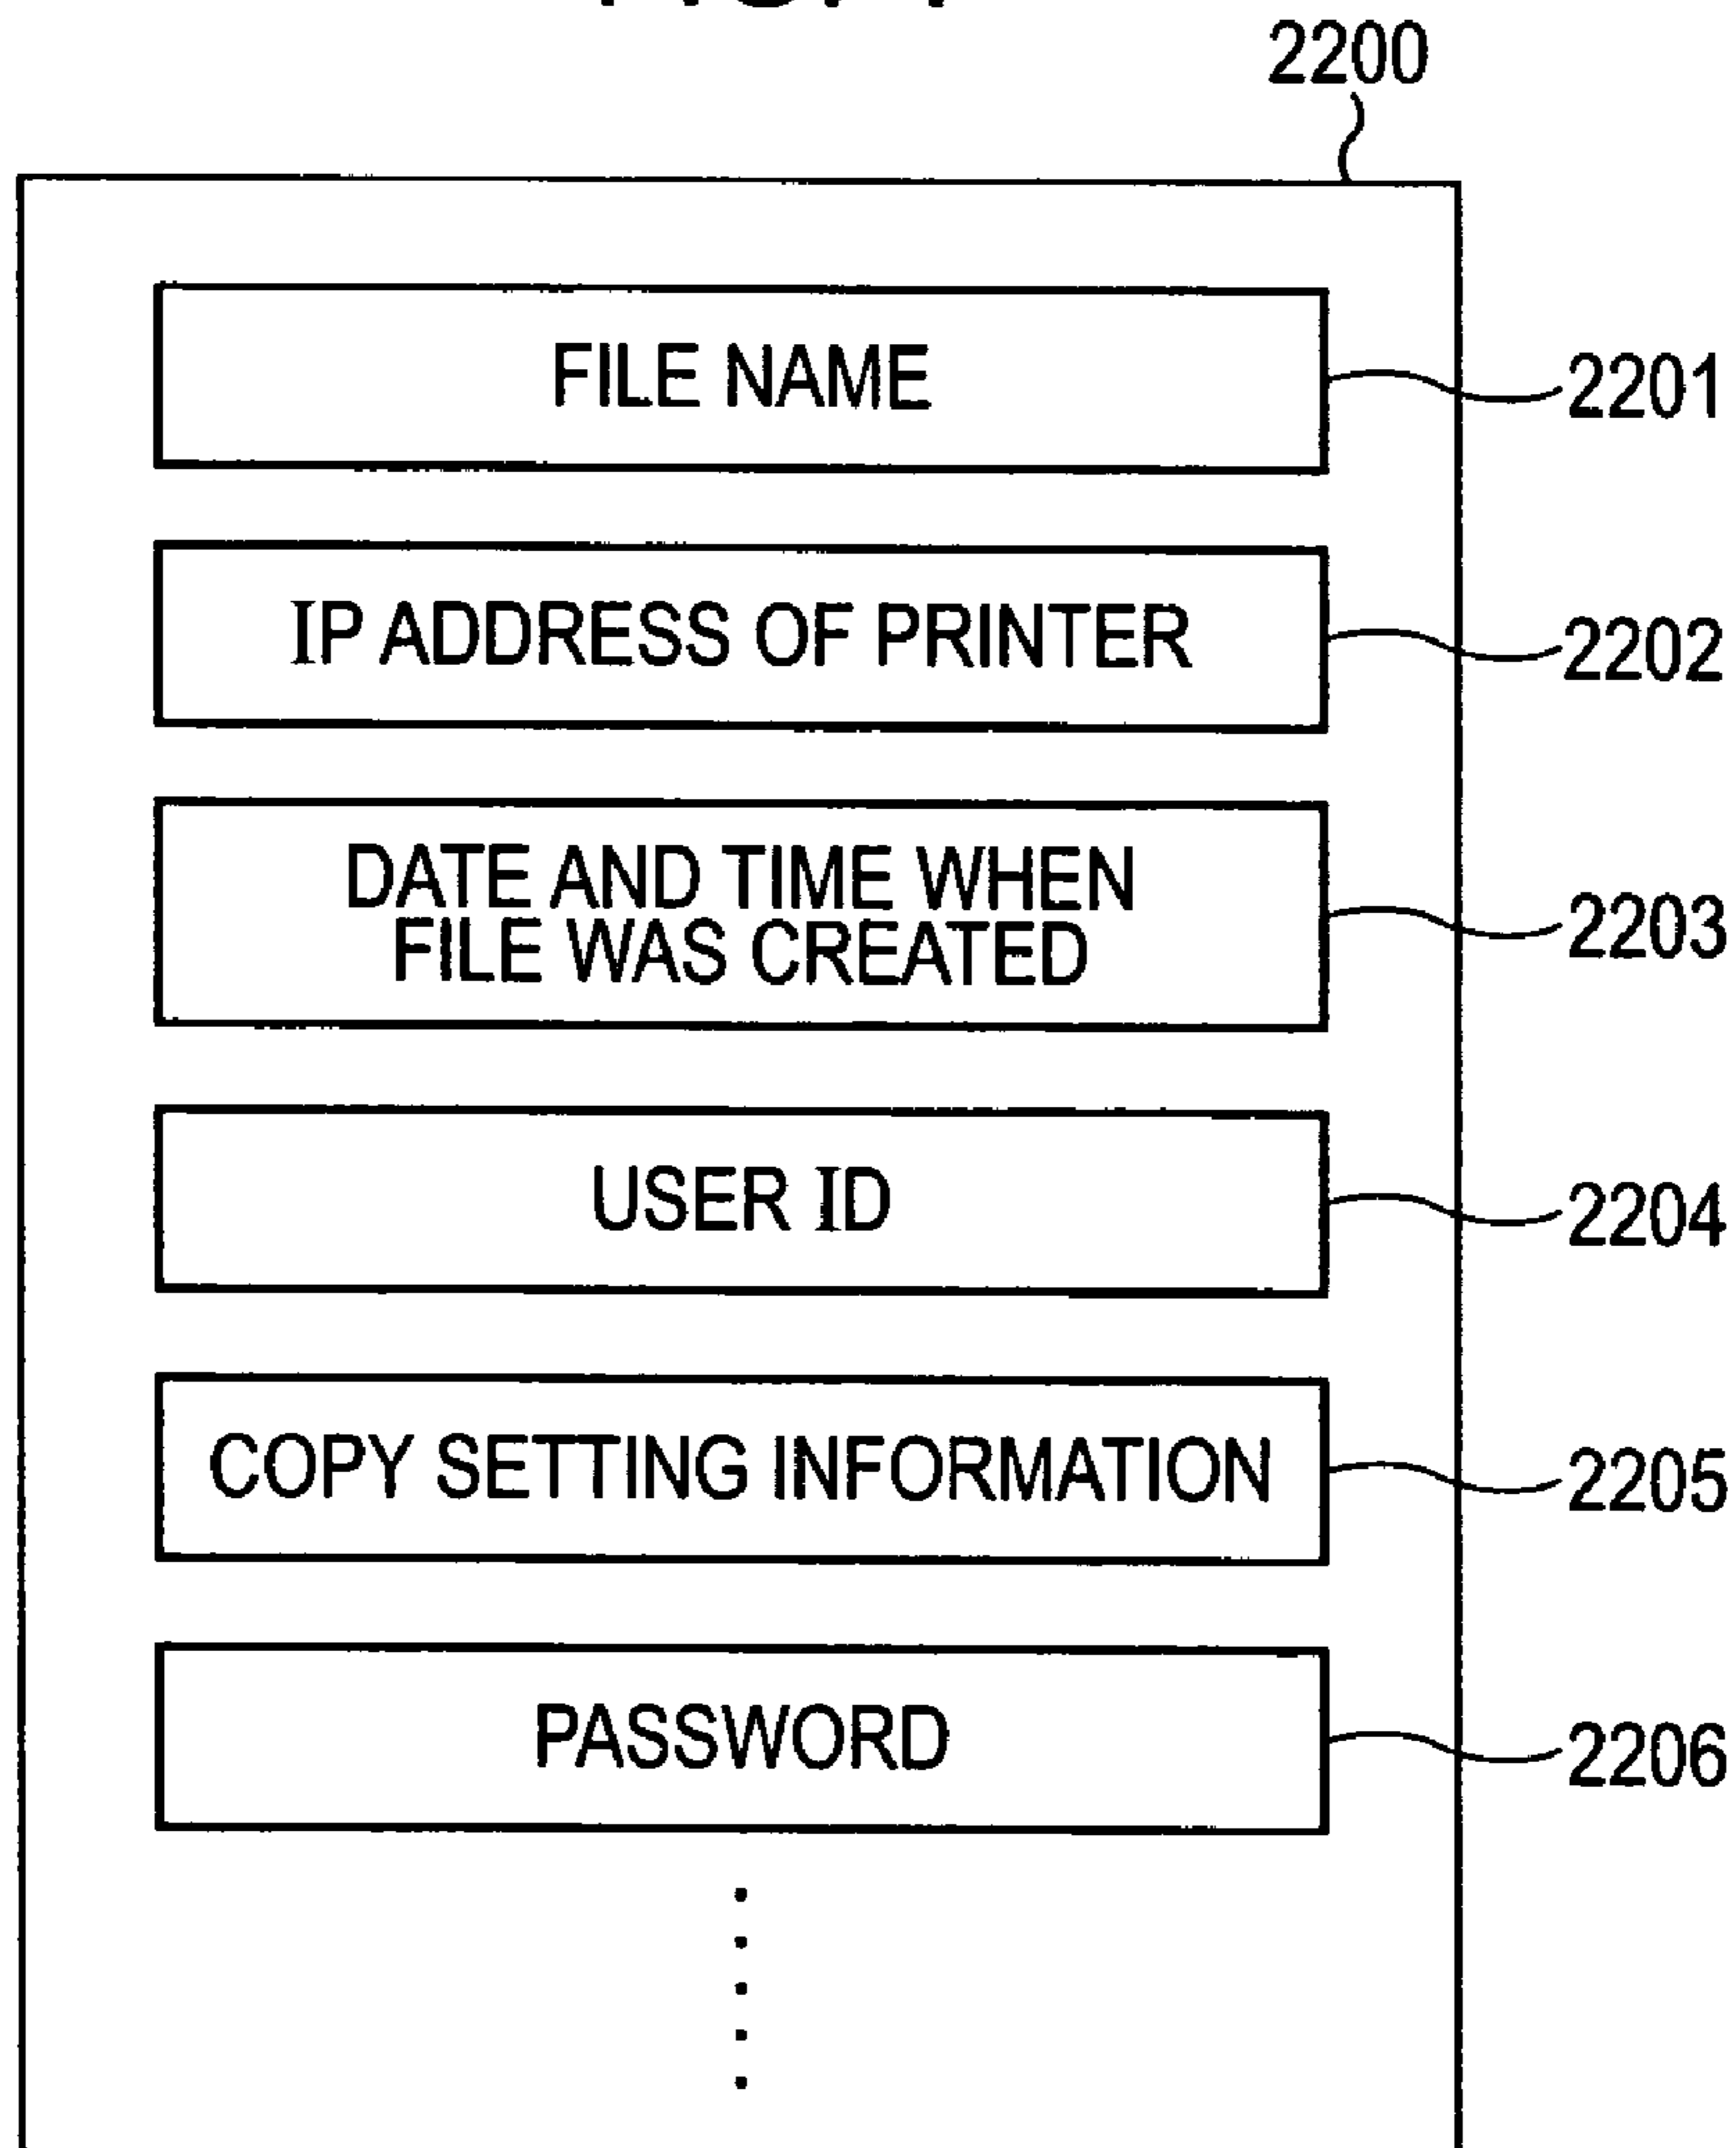 2200
FILE NAME
2201
IP ADDRESS OF PRINTER
2202
DATE AND TIME WHEN
FILE WAS CREATED
2203
USER ID
2204
COPY SETTING INFORMATION
2205
PASSWORD
2206